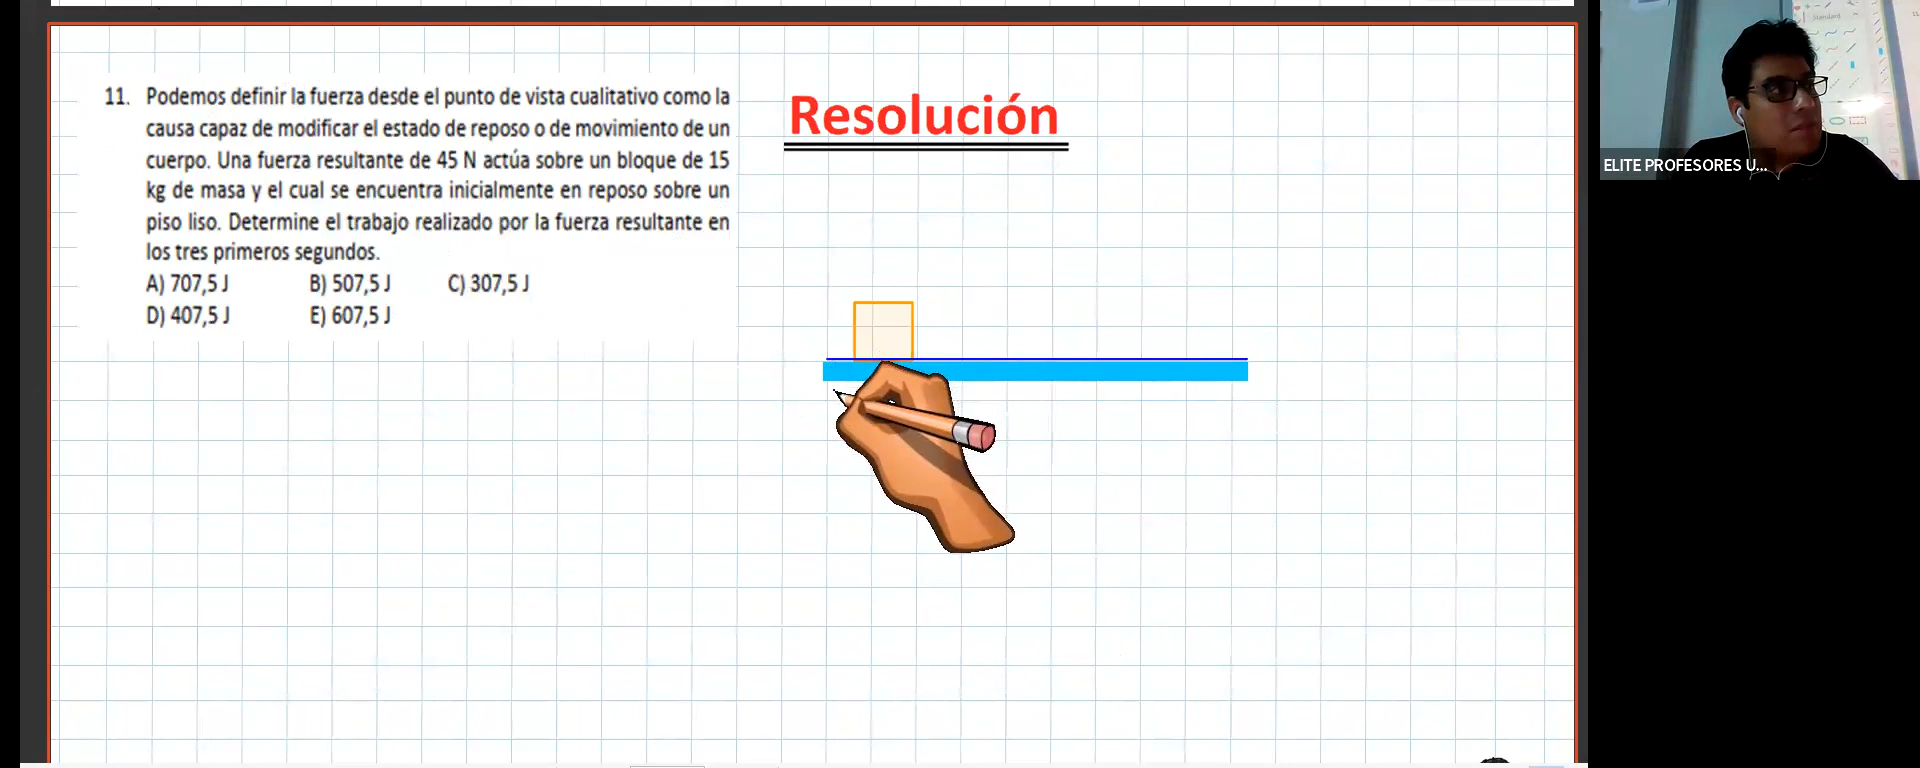 11. Podemos definir la fuerza desde el punto de vista cualitativo como la
causa capaz de modificar el estado de reposo o de movimiento de un
cuerpo. Una fuerza resultante de 45 N actúa sobre un bloque de 15
kg de masa y el cual se encuentra inicialmente en reposo sobre un
piso liso. Determine el trabajo realizado por la fuerza resultante en
los tres primeros segundos.
A) 707,5 J B) 507,5 J C) 307,5 J
D) 407,5 J E) 607,5 J
Resolución
Standard
ELITE PROFESORES U...